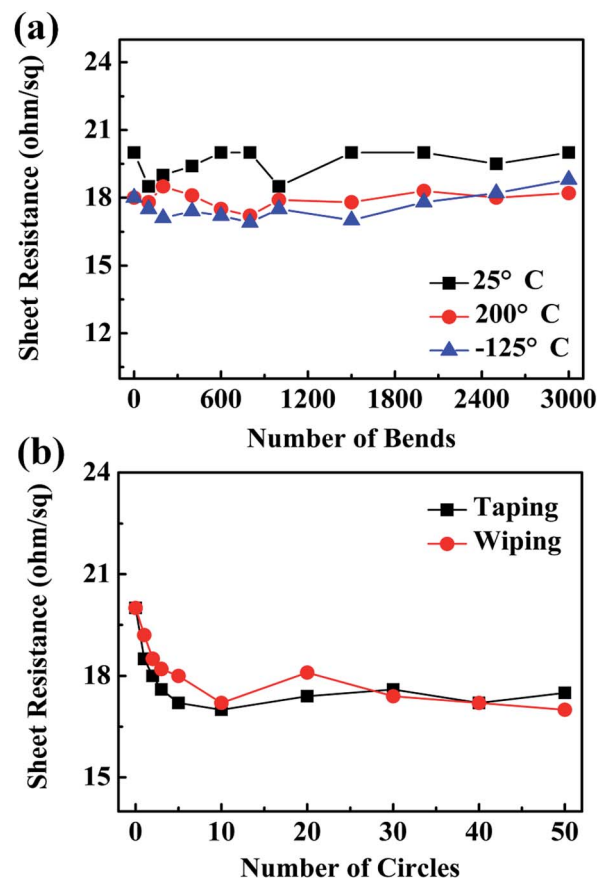 (a)
24
21
18
15
12
Sheet Resistance (ohm/sq)
25° C
200° C
-125° C
0 600 1200 1800 2400 3000
Number of Bends
(b)
24
21
18
15
Sheet Resistance (ohm/sq)
Taping
Wiping
0 10 20 30 40 50
Number of Circles